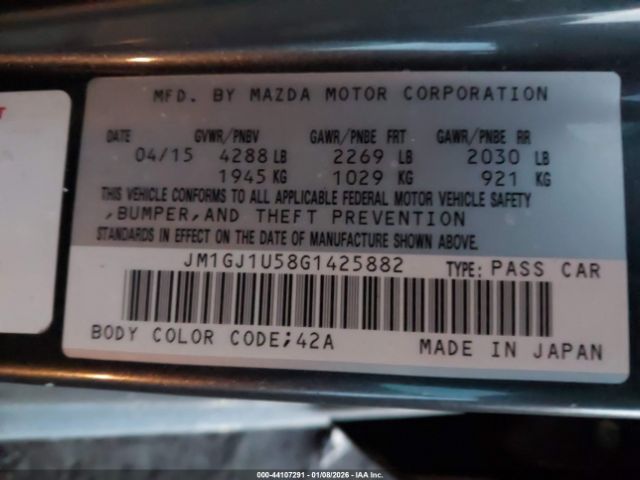 MFD. BY MAZDA MOTOR CORPORATION
DATE GVWR/PNBV GAWR/PNBE FRT GAWR/PNBE RR
04/15 4288 LB 2269 LB 2030 LB
1945 KG 1029 KG 921 KG
THIS VEHICLE CONFORMS TO ALL APPLICABLE FEDERAL MOTOR VEHICLE SAFETY
,BUMPER,AND THEFT PREVENTION
STANDARDS IN EFFECT ON THE DATE OF MANUFACTURE SHOWN ABOVE.
JM1GJ1U58G1425882 TYPE: PASS CAR
BODY COLOR CODE;42A MADE IN JAPAN
000-44107291 - 01/08/2026 - IAA Holdings, LLC. Copyright